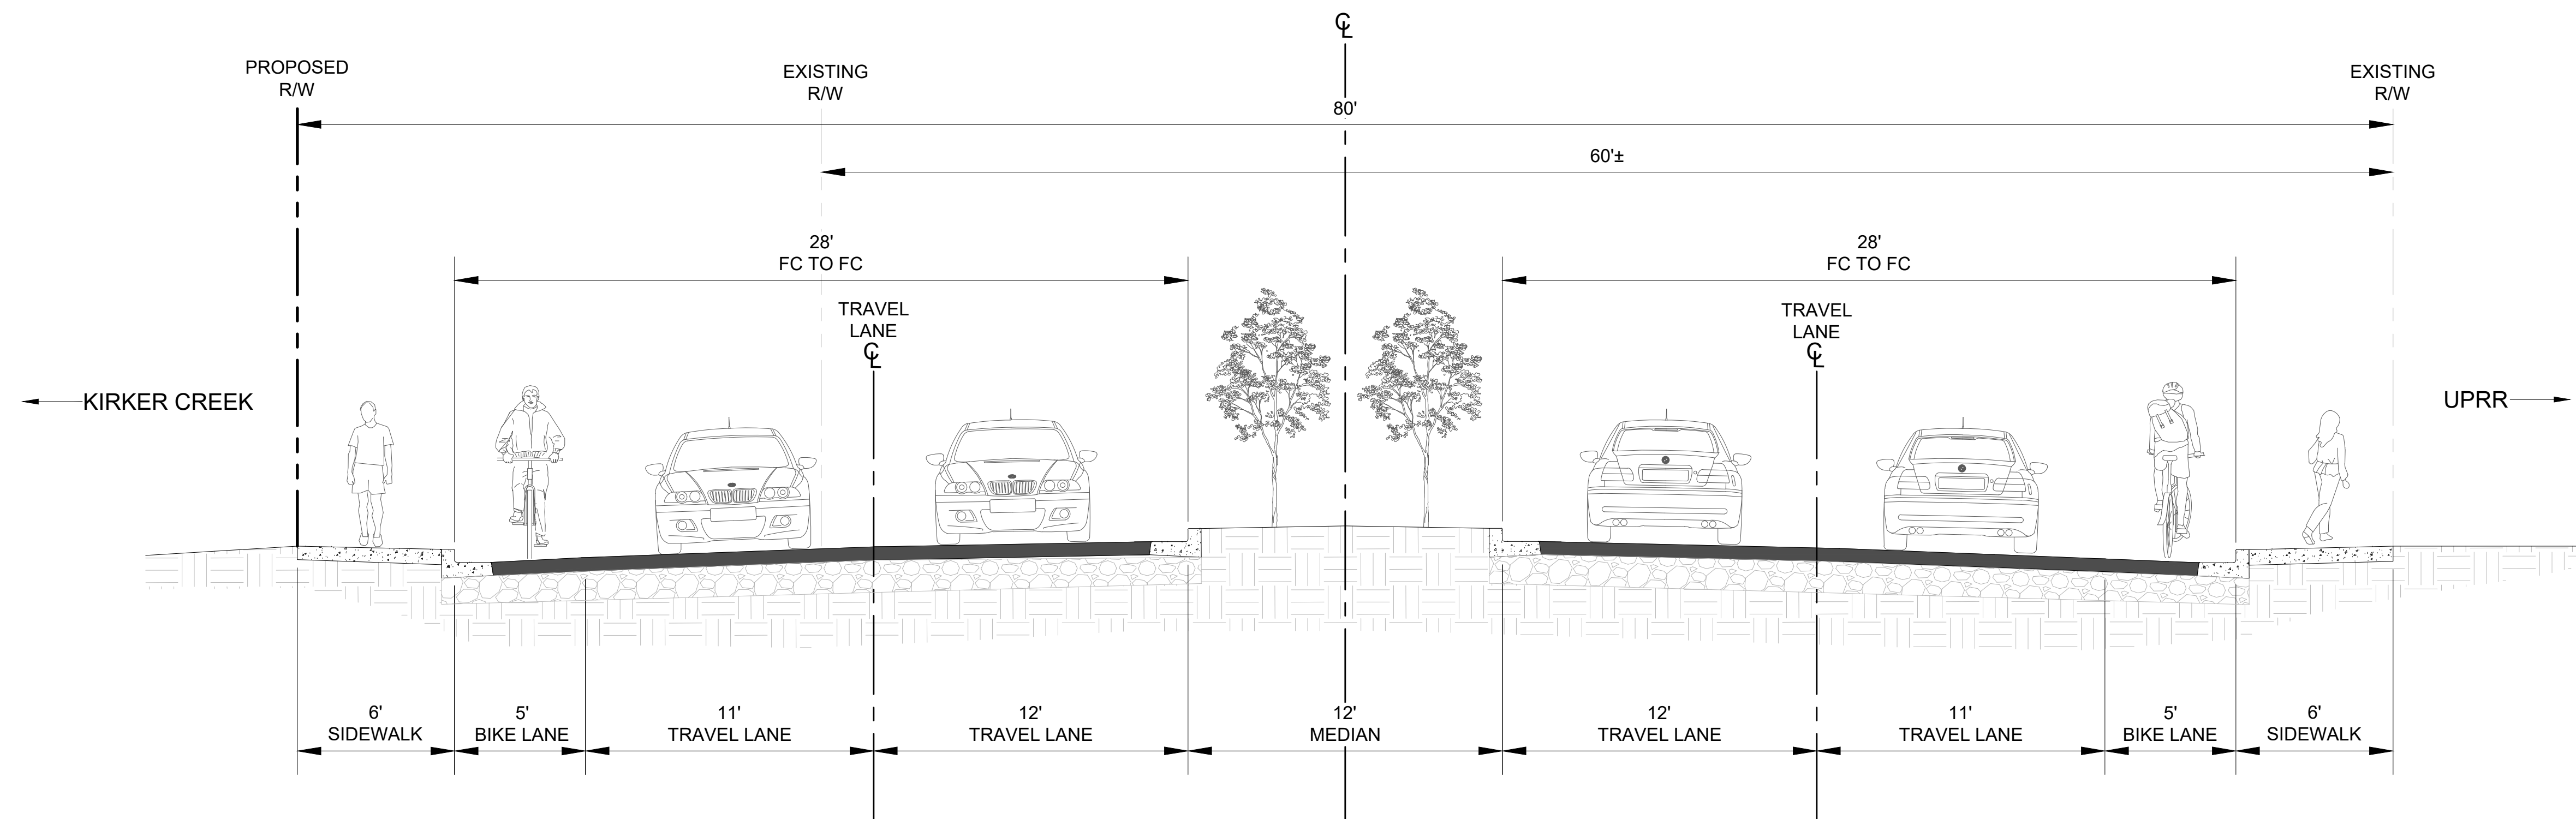 ℄
PROPOSED
R/W
EXISTING
R/W
EXISTING
R/W
80'
60'±
28'
FC TO FC
28'
FC TO FC
TRAVEL
LANE
℄
TRAVEL
LANE
℄
KIRKER CREEK
UPRR
6'
SIDEWALK
5'
BIKE LANE
11'
TRAVEL LANE
12'
TRAVEL LANE
12'
MEDIAN
12'
TRAVEL LANE
11'
TRAVEL LANE
5'
BIKE LANE
6'
SIDEWALK